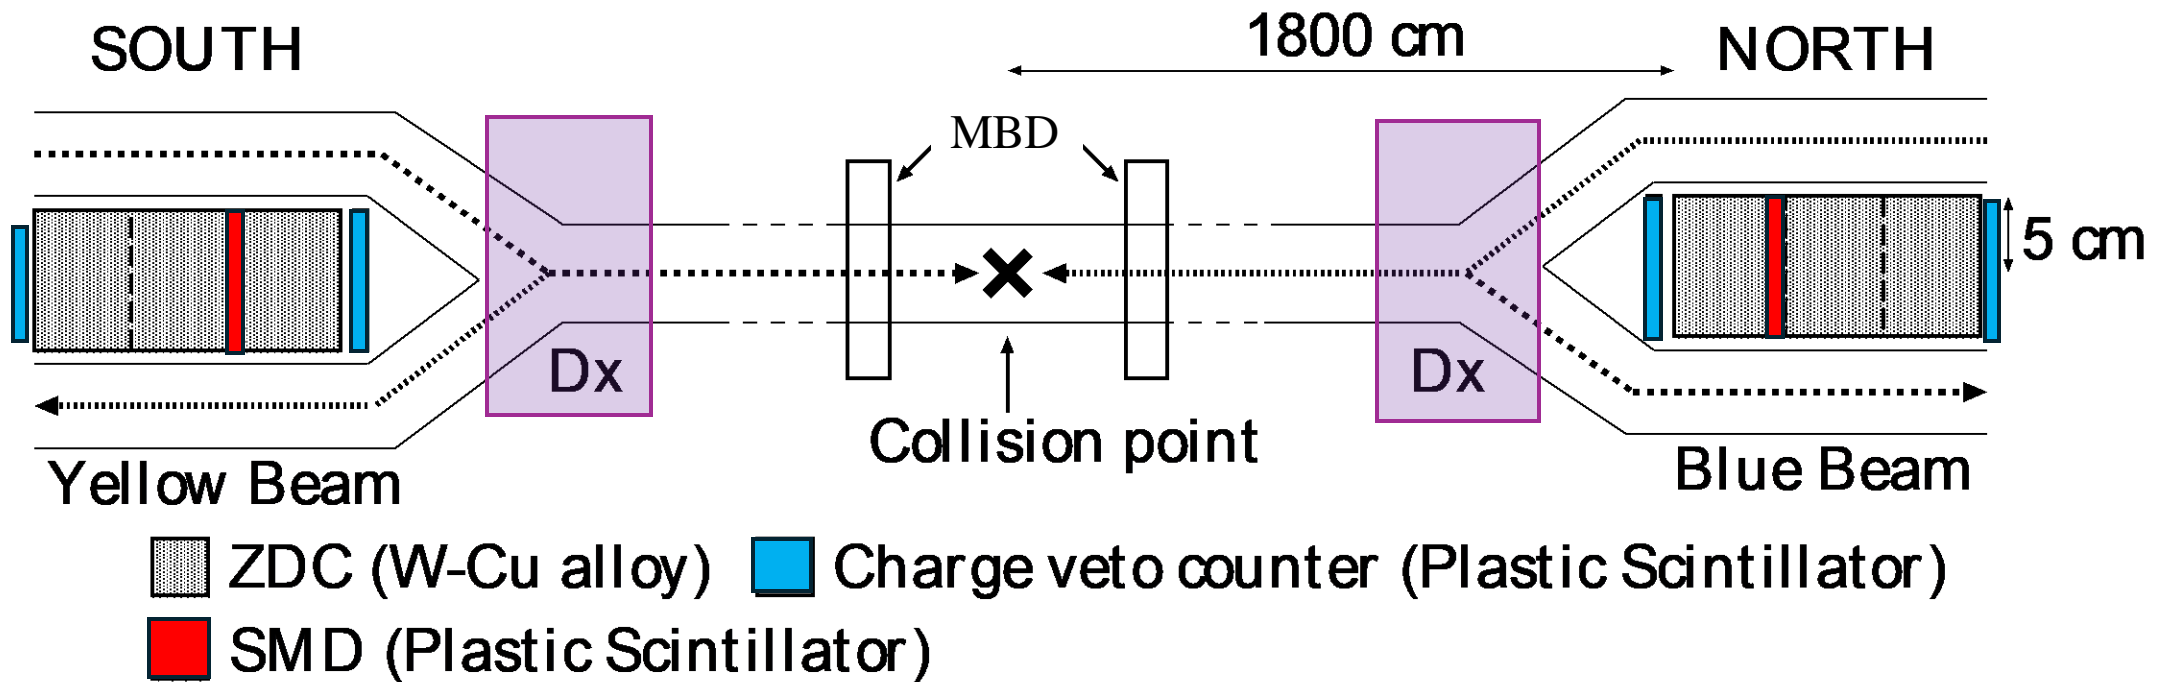 SOUTH
1800 cm
NORTH
MBD
5 cm
Dx
Dx
Collision point
Yellow Beam
Blue Beam
ZDC (W-Cu alloy)
Charge veto counter (Plastic Scintillator)
SMD (Plastic Scintillator)